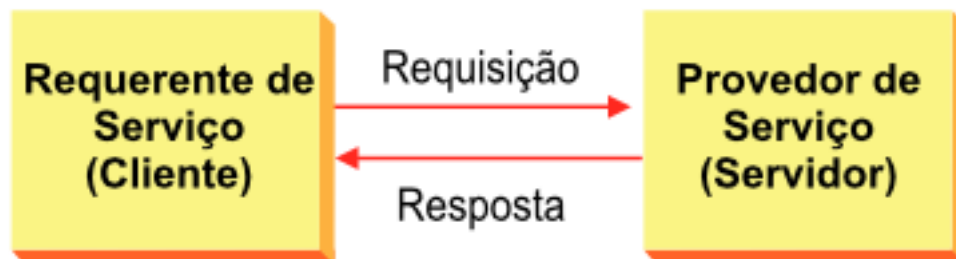 Requerente de
Serviço
(Cliente)
Requisição
Resposta
Provedor de
Serviço
(Servidor)